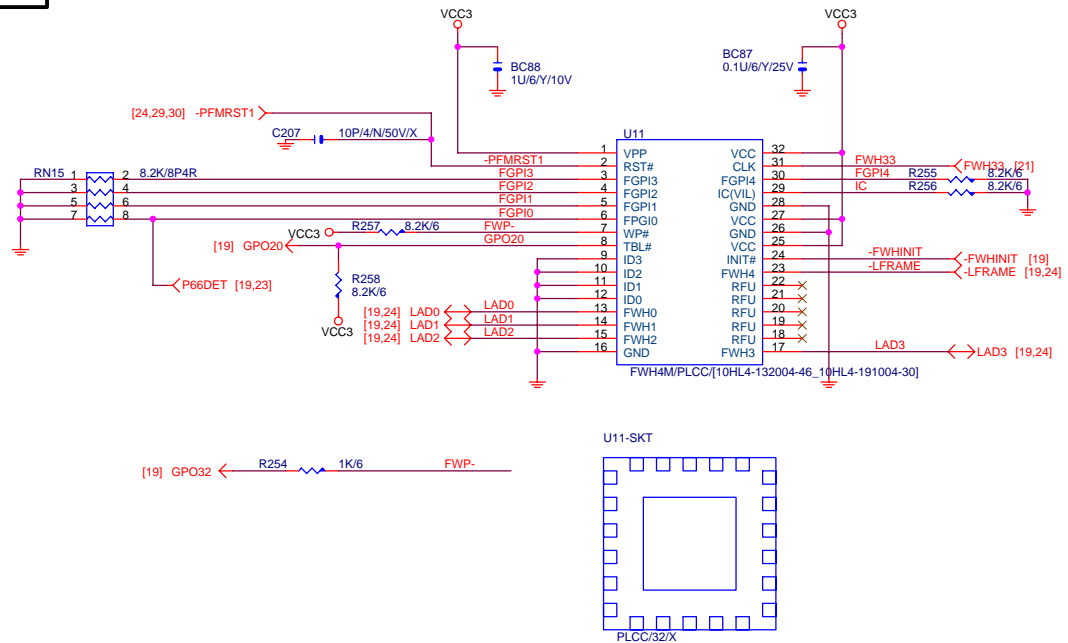 VCC3 VCC3
BC88
1U/6/Y/10V
BC87
0.1U/6/Y/25V
[24,29,30] -PFMRST1
C207 10P/4/N/50V/X
U11
-PFMRST1
RN15 8.2K/8P4R
1 2 FGPI3
3 4 FGPI2
5 6 FGPI1
7 8 FGPI0
VCC3 R257 8.2K/6 FWP-
[19] GPO20 GPO20
R258
8.2K/6
VCC3
P66DET [19,23]
[19,24] LAD0 LAD0
[19,24] LAD1 LAD1
[19,24] LAD2 LAD2
1 VPP VCC 32
2 RST# CLK 31 FWH33 FWH33 [21]
3 FGPI3 FGPI4 30 FGPI4 R255 8.2K/6
4 FGPI2 IC(VIL) 29 IC R256 8.2K/6
5 FGPI1 GND 28
6 FPGI0 VCC 27
7 WP# GND 26
8 TBL# VCC 25
9 ID3 INIT# 24 -FWHINIT -FWHINIT [19]
10 ID2 FWH4 23 -LFRAME -LFRAME [19,24]
11 ID1 RFU 22
12 ID0 RFU 21
13 FWH0 RFU 20
14 FWH1 RFU 19
15 FWH2 RFU 18
16 GND FWH3 17 LAD3 LAD3 [19,24]
FWH4M/PLCC/[10HL4-132004-46_10HL4-191004-30]
[19] GPO32 R254 1K/6 FWP-
U11-SKT
PLCC/32/X